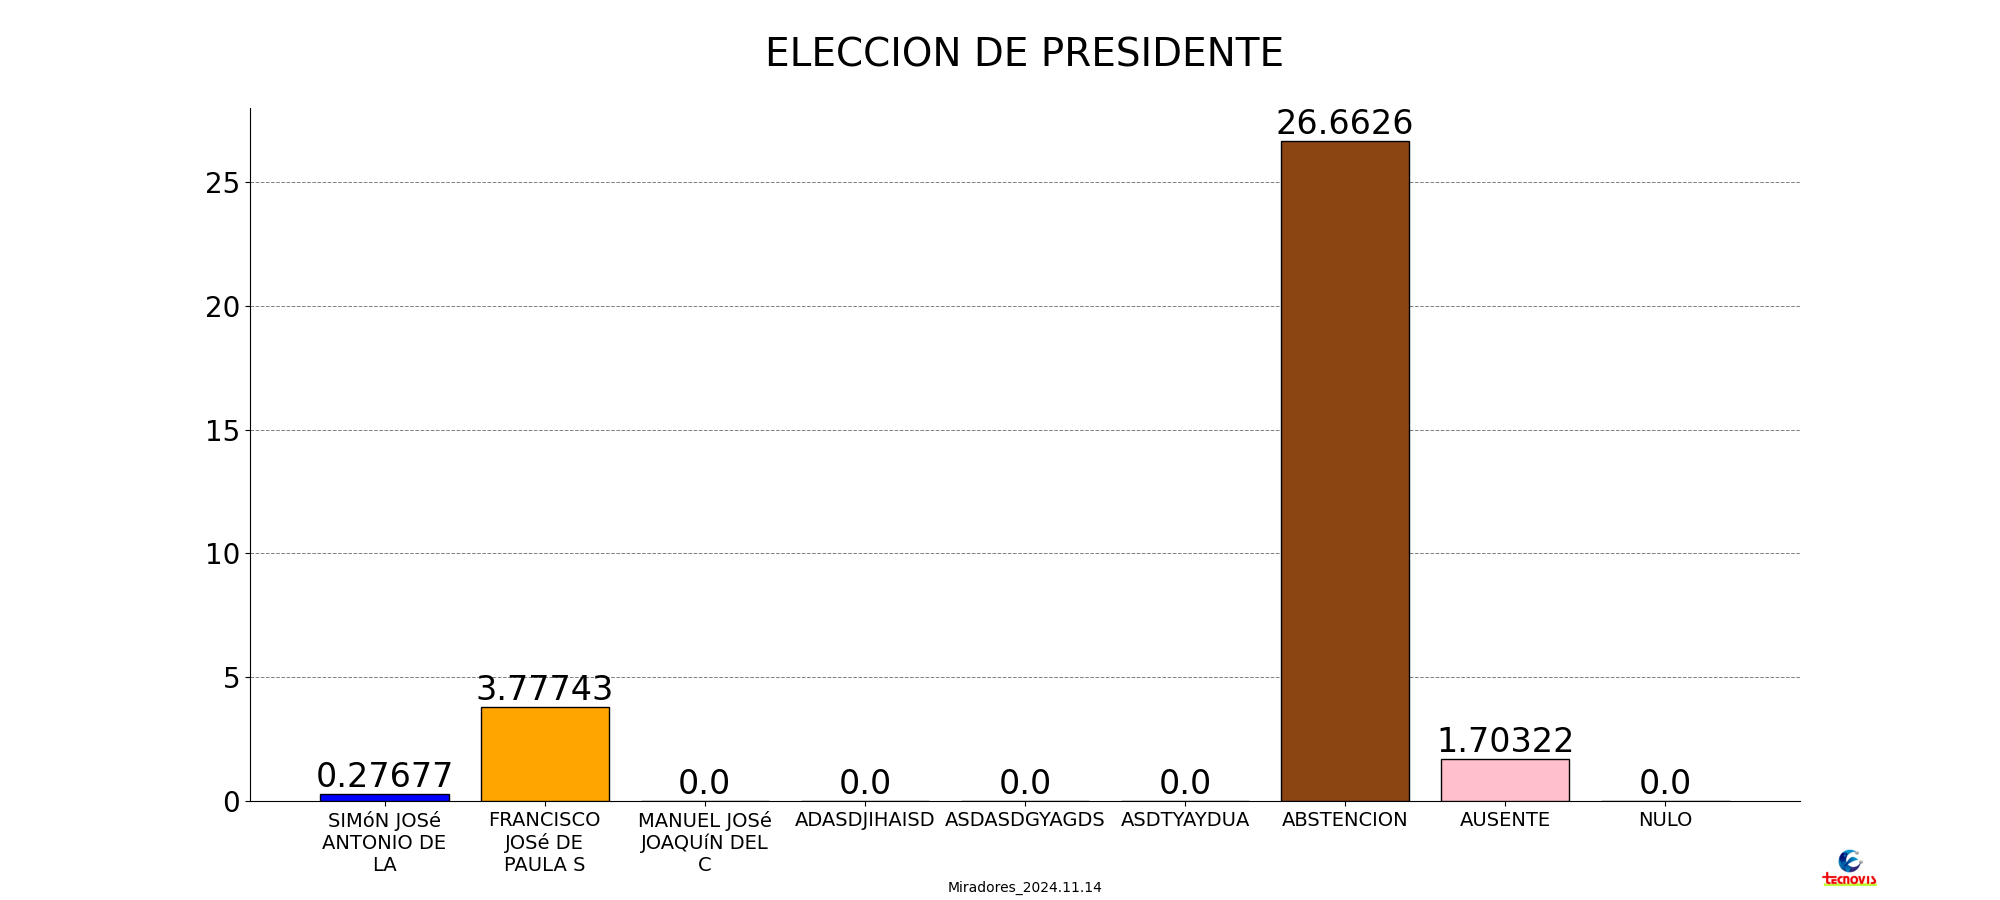 ELECCION DE PRESIDENTE
26.6626
25
20
15
10
5
0
0.27677
3.77743
0.0
0.0
0.0
0.0
1.70322
0.0
SIMóN JOSé
ANTONIO DE
LA
FRANCISCO
JOSé DE
PAULA S
MANUEL JOSé
JOAQUíN DEL
C
ADASDJIHAISD
ASDASDGYAGDS
ASDTYAYDUA
ABSTENCION
AUSENTE
NULO
Miradores_2024.11.14
tecnovis